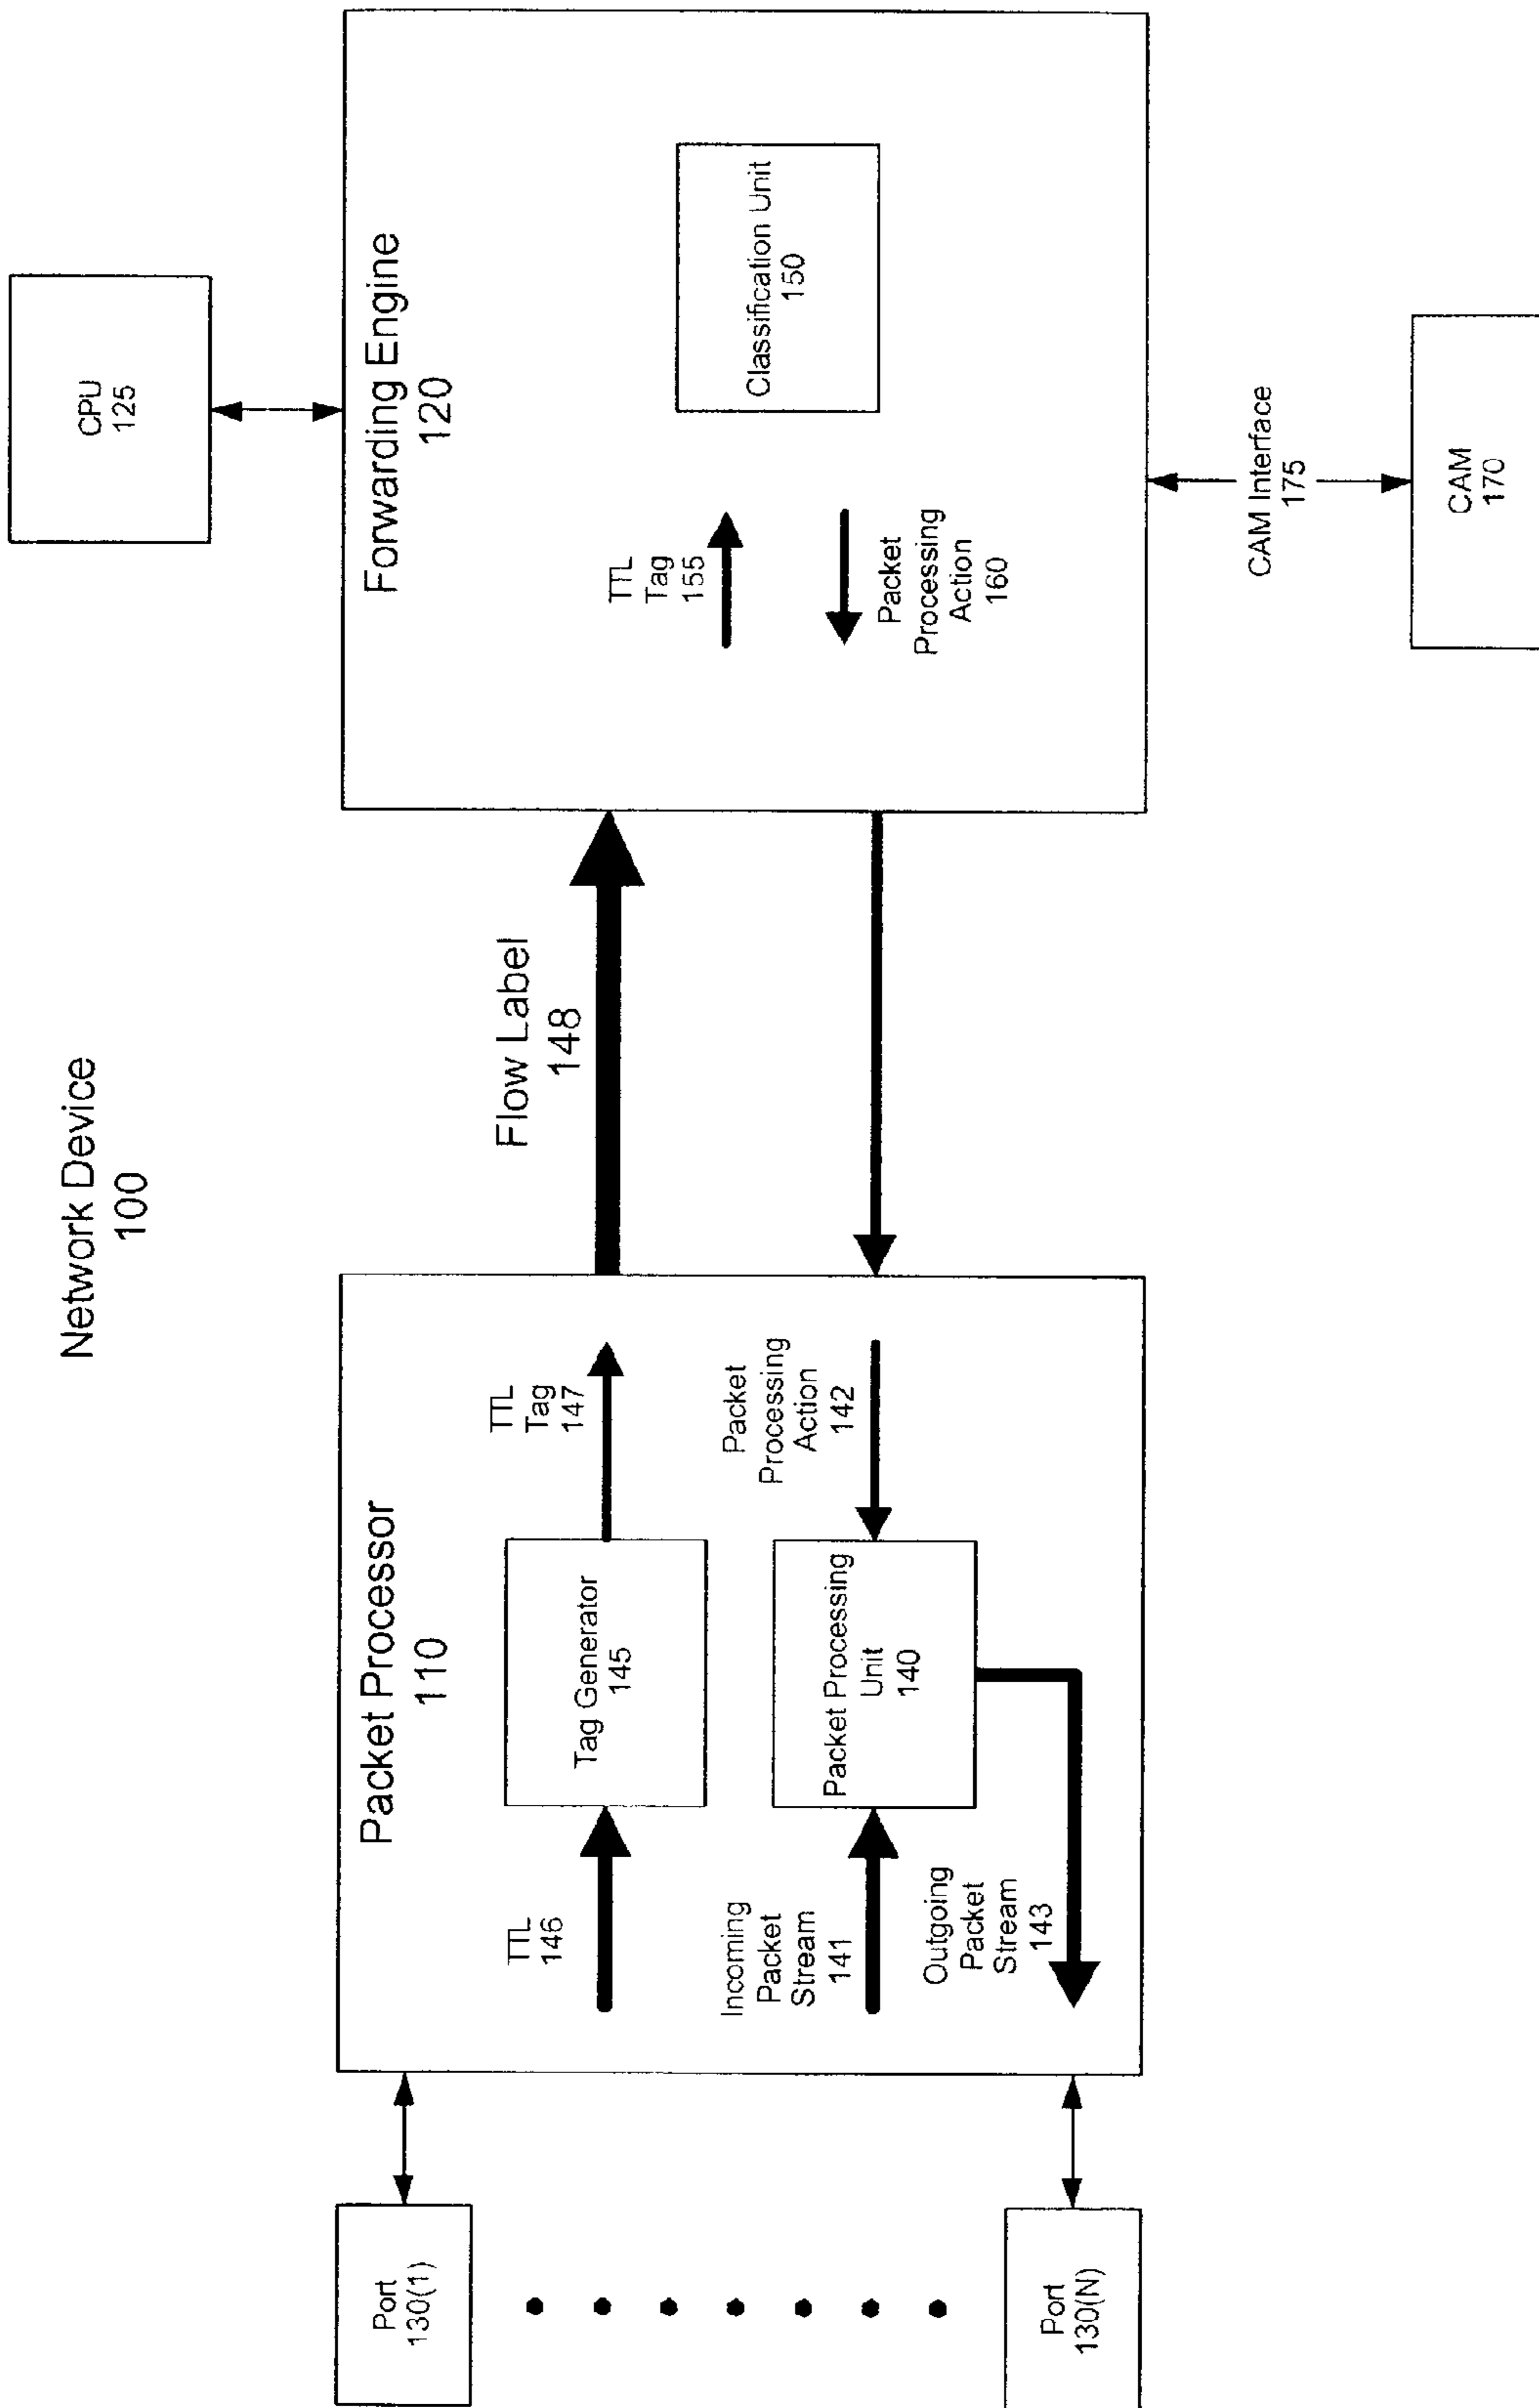 Network Device
100
CPU
125
Packet Processor
110
Forwarding Engine
120
Port
130(1)
TTL
146
Tag Generator
145
TTL
Tag
147
Flow Label
148
TTL
Tag
155
Classification Unit
150
Incoming
Packet
Stream
141
Packet Processing
Unit
140
Packet
Processing
Action
142
Packet
Processing
Action
160
Outgoing
Packet
Stream
143
Port
130(N)
CAM Interface
175
CAM
170